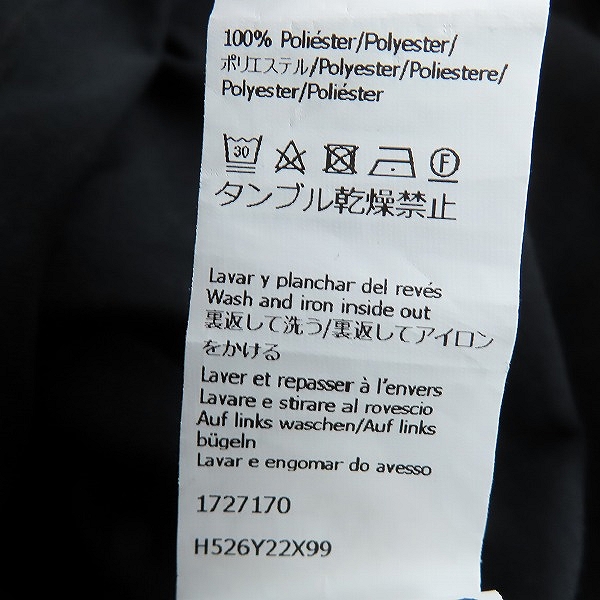 100% Poliéster/Polyester/
ポリエステル/Polyester/Poliestere/
Polyester/Poliéster
30 F
タンブル乾燥禁止
Lavar y planchar del revés
Wash and iron inside out
裏返して洗う/裏返してアイロン
をかける
Laver et repasser à l'envers
Lavare e stirare al rovescio
Auf links waschen/Auf links
bügeln
Lavar e engomar do avesso
1727170
H526Y22X99